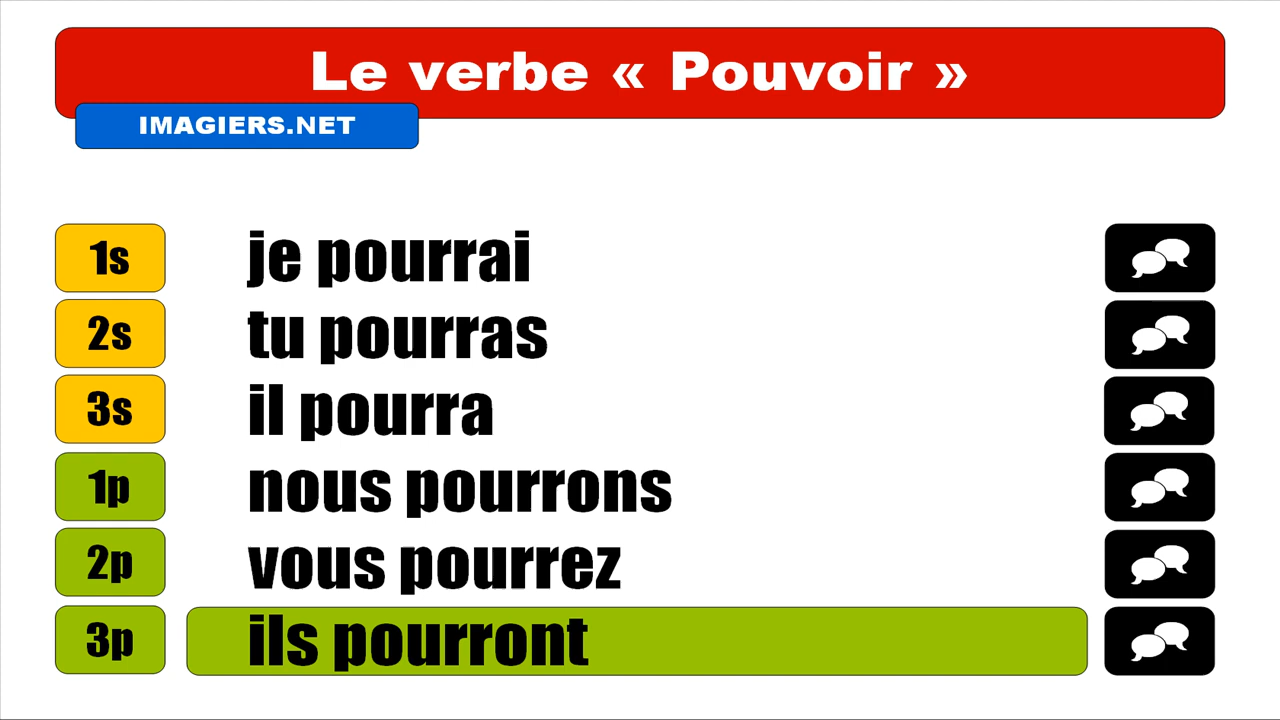 Le verbe « Pouvoir »
IMAGIERS.NET
1s je pourrai
2s tu pourras
3s il pourra
1p nous pourrons
2p vous pourrez
3p ils pourront